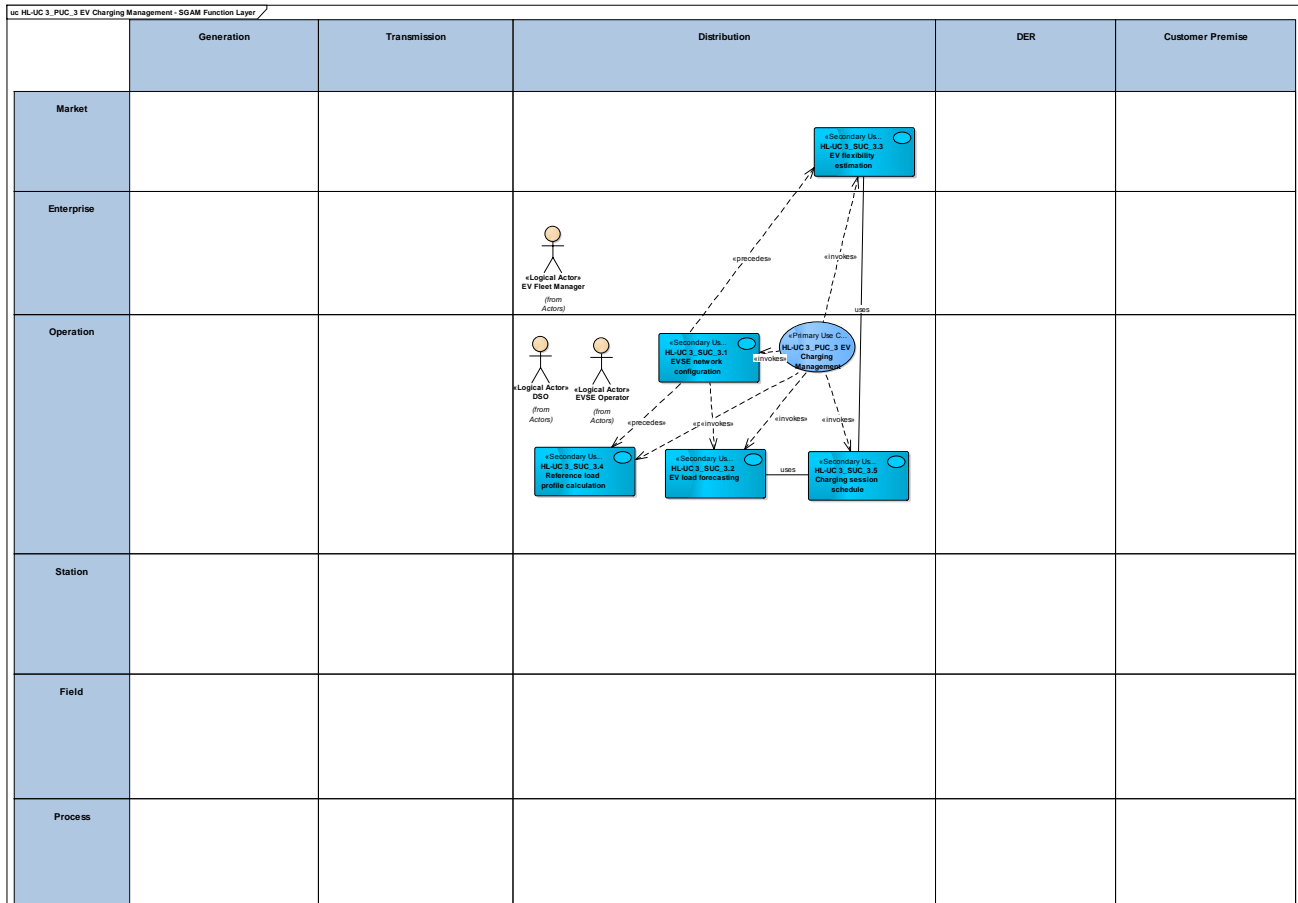 uc HL-UC 3_PUC_3 EV Charging Management - SGAM Function Layer
Generation
Transmission
Distribution
DER
Customer Premise
Market
«Secondary Us...
HL-UC 3_SUC_3.3
EV flexibility
estimation
Enterprise
«Logical Actor»
EV Fleet Manager
(from
Actors)
«precedes»
«invokes»
uses
Operation
«Logical Actor»
DSO
(from
Actors)
«Logical Actor»
EVSE Operator
(from
Actors)
«Secondary Us...
HL-UC 3_SUC_3.1
EVSE network
configuration
«invokes»
«Primary Use C...
HL-UC 3_PUC_3 EV
Charging
Management
«precedes»
«invokes»
«invokes»
«invokes»
«Secondary Us...
HL-UC 3_SUC_3.4
Reference load
profile calculation
«Secondary Us...
HL-UC 3_SUC_3.2
EV load forecasting
uses
«Secondary Us...
HL-UC 3_SUC_3.5
Charging session
schedule
Station
Field
Process